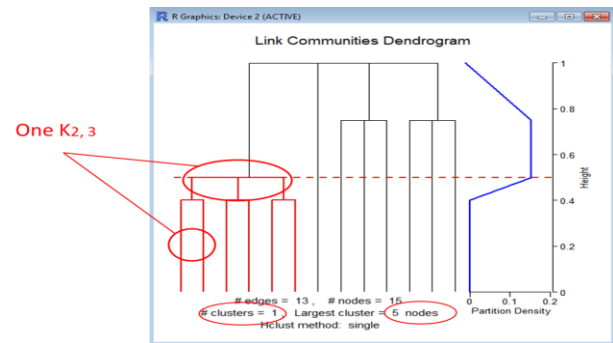 R Graphics: Device 2 (ACTIVE)
Link Communities Dendrogram
One K2, 3
1
0.8
0.6
0.4
0.2
0
Height
0 0.1 0.2
Partition Density
# edges = 13 , # nodes = 15
# clusters = 1 , Largest cluster = 5 nodes
Hclust method: single